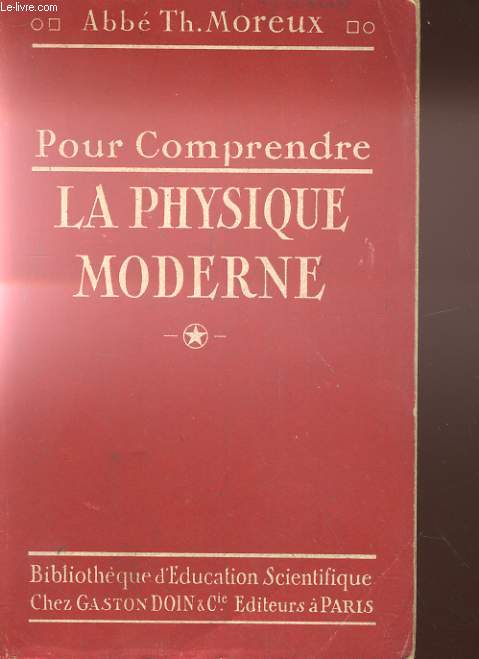 Le-livre.com
Abbé Th. Moreux
Pour Comprendre
LA PHYSIQUE
MODERNE
Bibliothèque d'Education Scientifique
Chez GASTON DOIN & Cie. Editeurs à PARIS